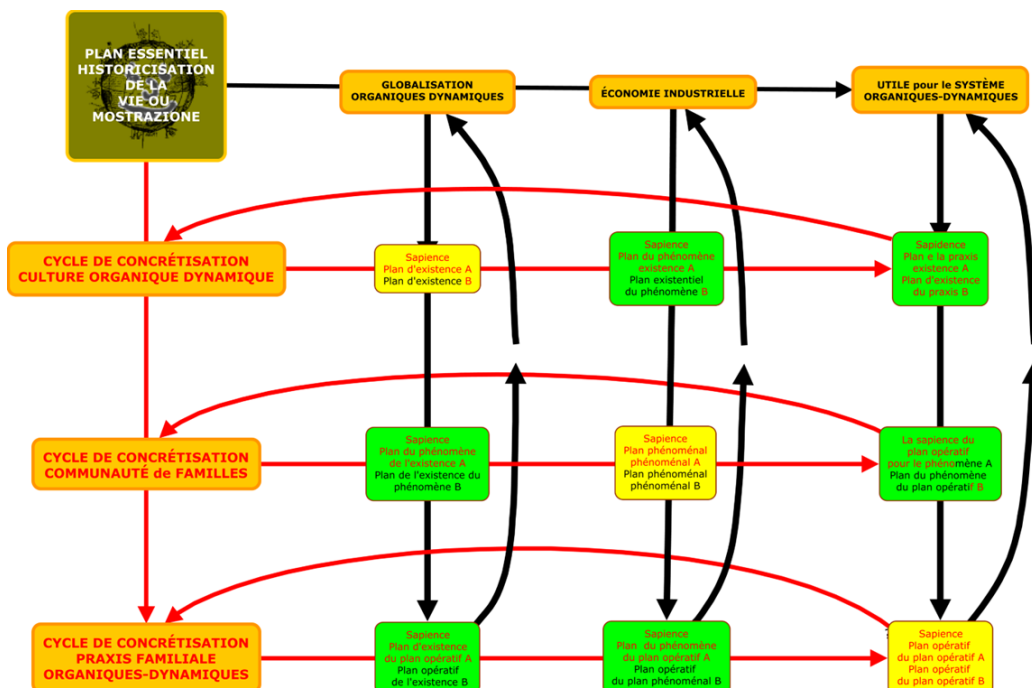 PLAN ESSENTIEL
HISTORICISATION
DE LA
VIE OU
MOSTRAZIONE
GLOBALISATION
ORGANIQUES DYNAMIQUES
ÉCONOMIE INDUSTRIELLE
UTILE pour le SYSTÈME
ORGANIQUES-DYNAMIQUES
CYCLE DE CONCRÉTISATION
CULTURE ORGANIQUE DYNAMIQUE
Sapience
Plan d'existence A
Plan d'existence B
Sapience
Plan du phénomène
existence A
Plan existentiel
du phénomène B
Sapidence
Plan e la praxis
existence A
Plan d'existence
du praxis B
CYCLE DE CONCRÉTISATION
COMMUNAUTÉ de FAMILLES
Sapience
Plan du phénomène
de l'existence A
Plan de l'existence du
phénomène B
Sapience
Plan phénoménal
phénoménal A
Plan phénoménal
phénoménal B
La sapience du
plan opératif
pour le phénomène A
Plan du phénomène
du plan opératif B
CYCLE DE CONCRÉTISATION
PRAXIS FAMILIALE
ORGANIQUES-DYNAMIQUES
Sapience
Plan d'existence
du plan opératif A
Plan opératif
de l'existence B
Sapience
Plan du phénomène
du plan opératif A
Plan opératif
du plan phénoménal B
Sapience
Plan opératif
du plan opératif A
Plan opératif
du plan opératif B